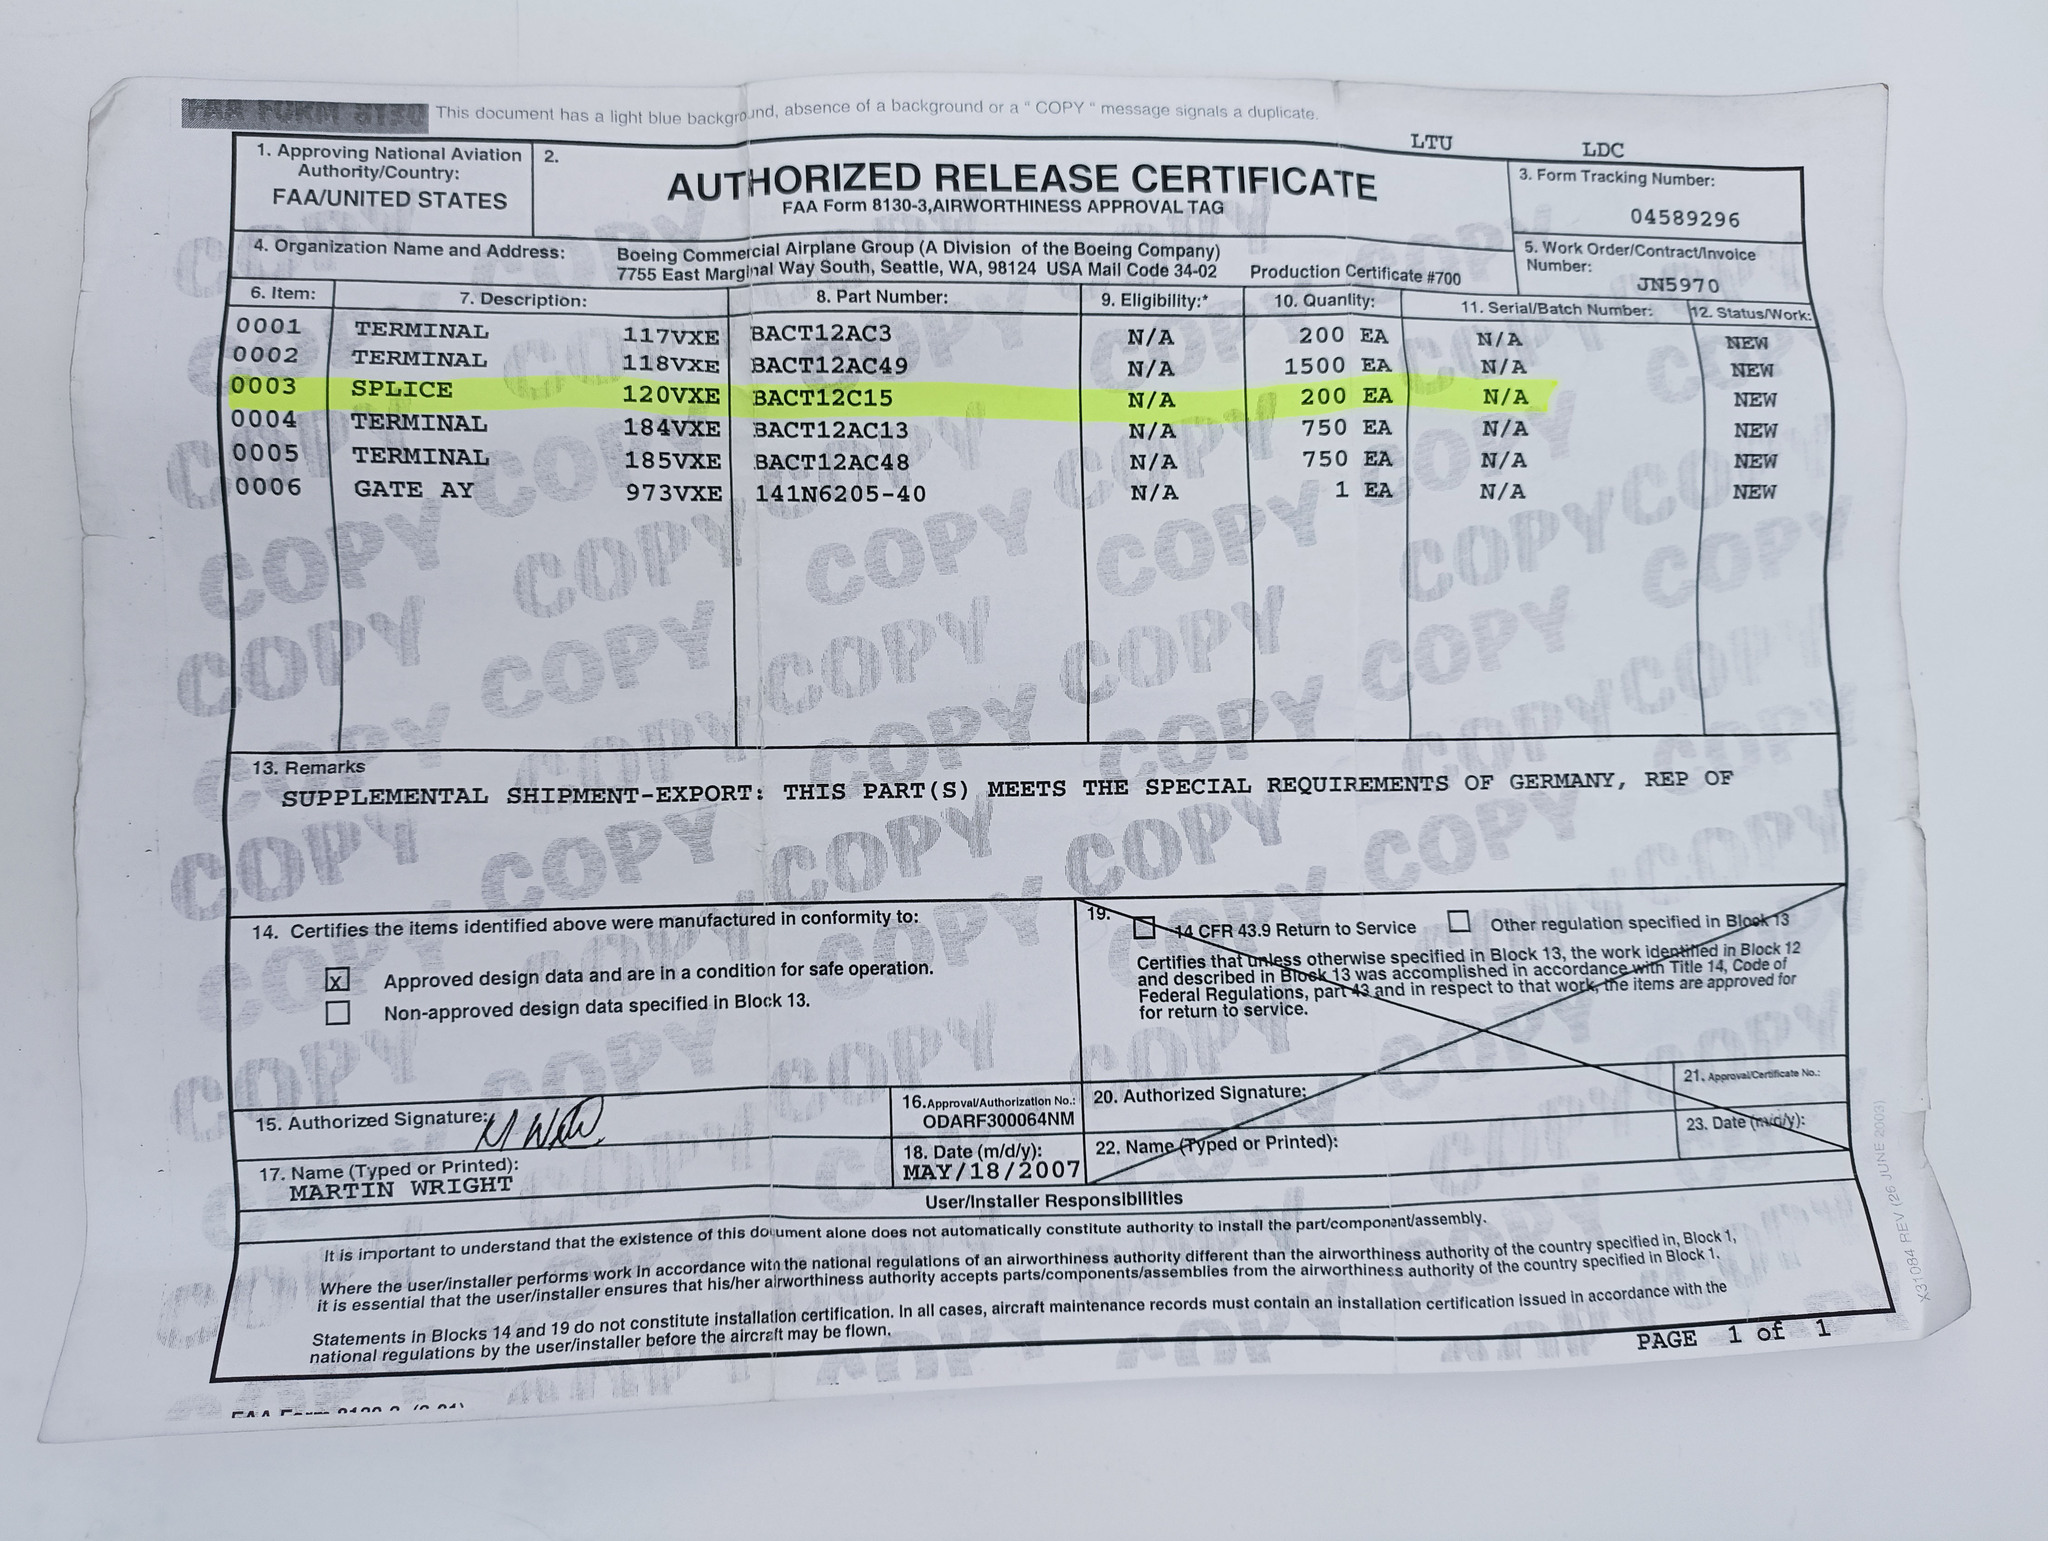 FAA FORM 8130 This document has a light blue background, absence of a background or a " COPY " message signals a duplicate.
LTU LDC
1. Approving National Aviation Authority/Country:
FAA/UNITED STATES
2.
AUTHORIZED RELEASE CERTIFICATE
FAA Form 8130-3,AIRWORTHINESS APPROVAL TAG
3. Form Tracking Number:
04589296
4. Organization Name and Address:
Boeing Commercial Airplane Group (A Division of the Boeing Company)
7755 East Marginal Way South, Seattle, WA, 98124 USA Mail Code 34-02 Production Certificate #700
5. Work Order/Contract/Invoice
Number:
JN5970
6. Item: 7. Description: 8. Part Number: 9. Eligibility:* 10. Quantity: 11. Serial/Batch Number: 12. Status/Work:
0001 TERMINAL 117VXE BACT12AC3 N/A 200 EA N/A NEW
0002 TERMINAL 118VXE BACT12AC49 N/A 1500 EA N/A NEW
0003 SPLICE 120VXE BACT12C15 N/A 200 EA N/A NEW
0004 TERMINAL 184VXE BACT12AC13 N/A 750 EA N/A NEW
0005 TERMINAL 185VXE BACT12AC48 N/A 750 EA N/A NEW
0006 GATE AY 973VXE 141N6205-40 N/A 1 EA N/A NEW
COPY
13. Remarks
SUPPLEMENTAL SHIPMENT-EXPORT: THIS PART(S) MEETS THE SPECIAL REQUIREMENTS OF GERMANY, REP OF
14. Certifies the items identified above were manufactured in conformity to:
x Approved design data and are in a condition for safe operation.
Non-approved design data specified in Block 13.
19. 14 CFR 43.9 Return to Service Other regulation specified in Block 13
Certifies that unless otherwise specified in Block 13, the work identified in Block 12
and described in Block 13 was accomplished in accordance with Title 14, Code of
Federal Regulations, part 43 and in respect to that work, the items are approved for
for return to service.
15. Authorized Signature:
16. Approval/Authorization No.:
ODARF300064NM
20. Authorized Signature:
21. Approval/Certificate No.:
17. Name (Typed or Printed):
MARTIN WRIGHT
18. Date (m/d/y):
MAY/18/2007
22. Name (Typed or Printed):
23. Date (m/d/y):
User/Installer Responsibilities
It is important to understand that the existence of this document alone does not automatically constitute authority to install the part/component/assembly.
Where the user/installer performs work in accordance with the national regulations of an airworthiness authority different than the airworthiness authority of the country specified in, Block 1,
it is essential that the user/installer ensures that his/her airworthiness authority accepts parts/components/assemblies from the airworthiness authority of the country specified in Block 1.
Statements in Blocks 14 and 19 do not constitute installation certification. In all cases, aircraft maintenance records must contain an installation certification issued in accordance with the
national regulations by the user/installer before the aircraft may be flown.
PAGE 1 of 1
X31084 REV (26 JUNE 2003)